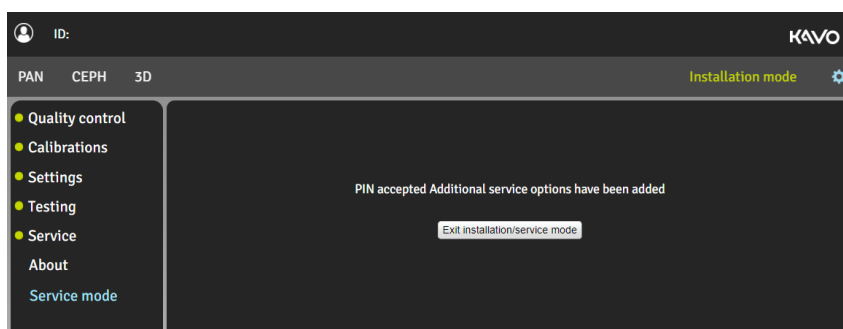 ID:
KAVO
PAN CEPH 3D Installation mode
Quality control
Calibrations
Settings
Testing
Service
About
Service mode
PIN accepted Additional service options have been added
Exit installation/service mode